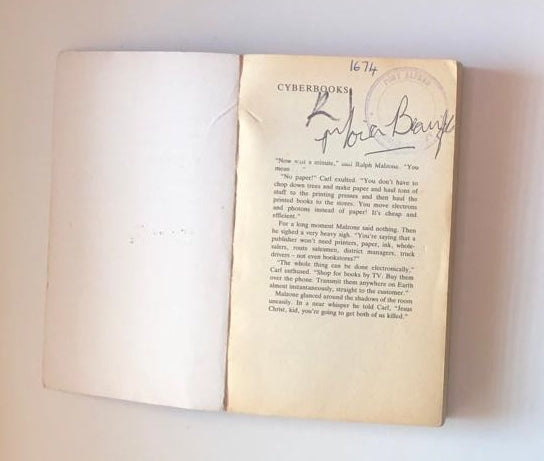 1674
PORT ALFRED
CYBERBOOKS
"Now wait a minute," said Ralph Malzone. "You
mean
"No paper!" Carl exulted. "You don't have to
chop down trees and make paper and haul tons of
stuff to the printing presses and then haul the
printed books to the stores. You move electrons
and photons instead of paper! It's cheap and
efficient."
For a long moment Malzone said nothing. Then
he sighed a very heavy sigh. "You're saying that a
publisher won't need printers, paper, ink, whole-
salers, route salesmen, district managers, truck
drivers – not even bookstores?"
"The whole thing can be done electronically,"
Carl enthused. "Shop for books by TV. Buy them
over the phone. Transmit them anywhere on Earth
almost instantaneously, straight to the customer."
Malzone glanced around the shadows of the room
uneasily. In a near whisper he told Carl, "Jesus
Christ, kid, you're going to get both of us killed."